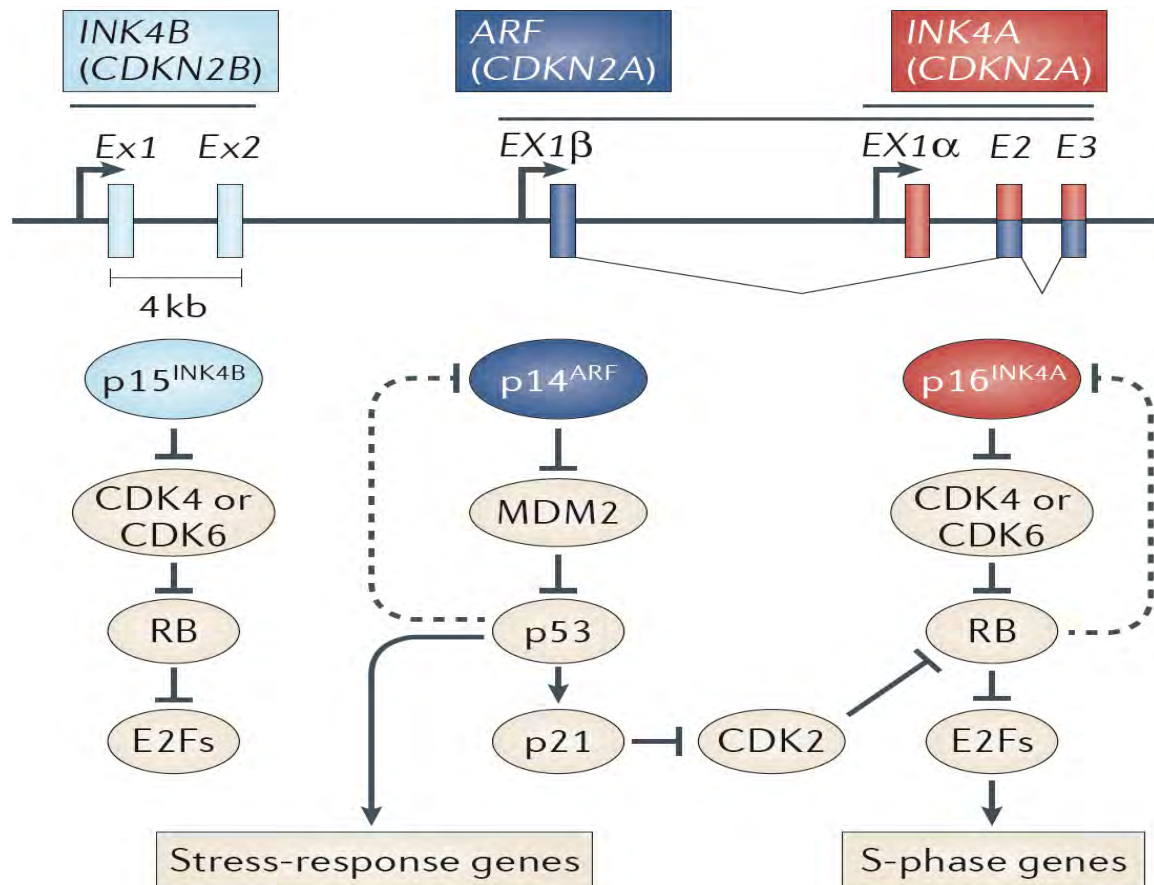 INK4B
(CDKN2B)
ARF
(CDKN2A)
INK4A
(CDKN2A)
Ex1 Ex2
EX1β
EX1α E2 E3
4 kb
p15INK4B
p14ARF
p16INK4A
CDK4 or
CDK6
MDM2
CDK4 or
CDK6
RB
p53
RB
E2Fs
p21
CDK2
E2Fs
Stress-response genes
S-phase genes